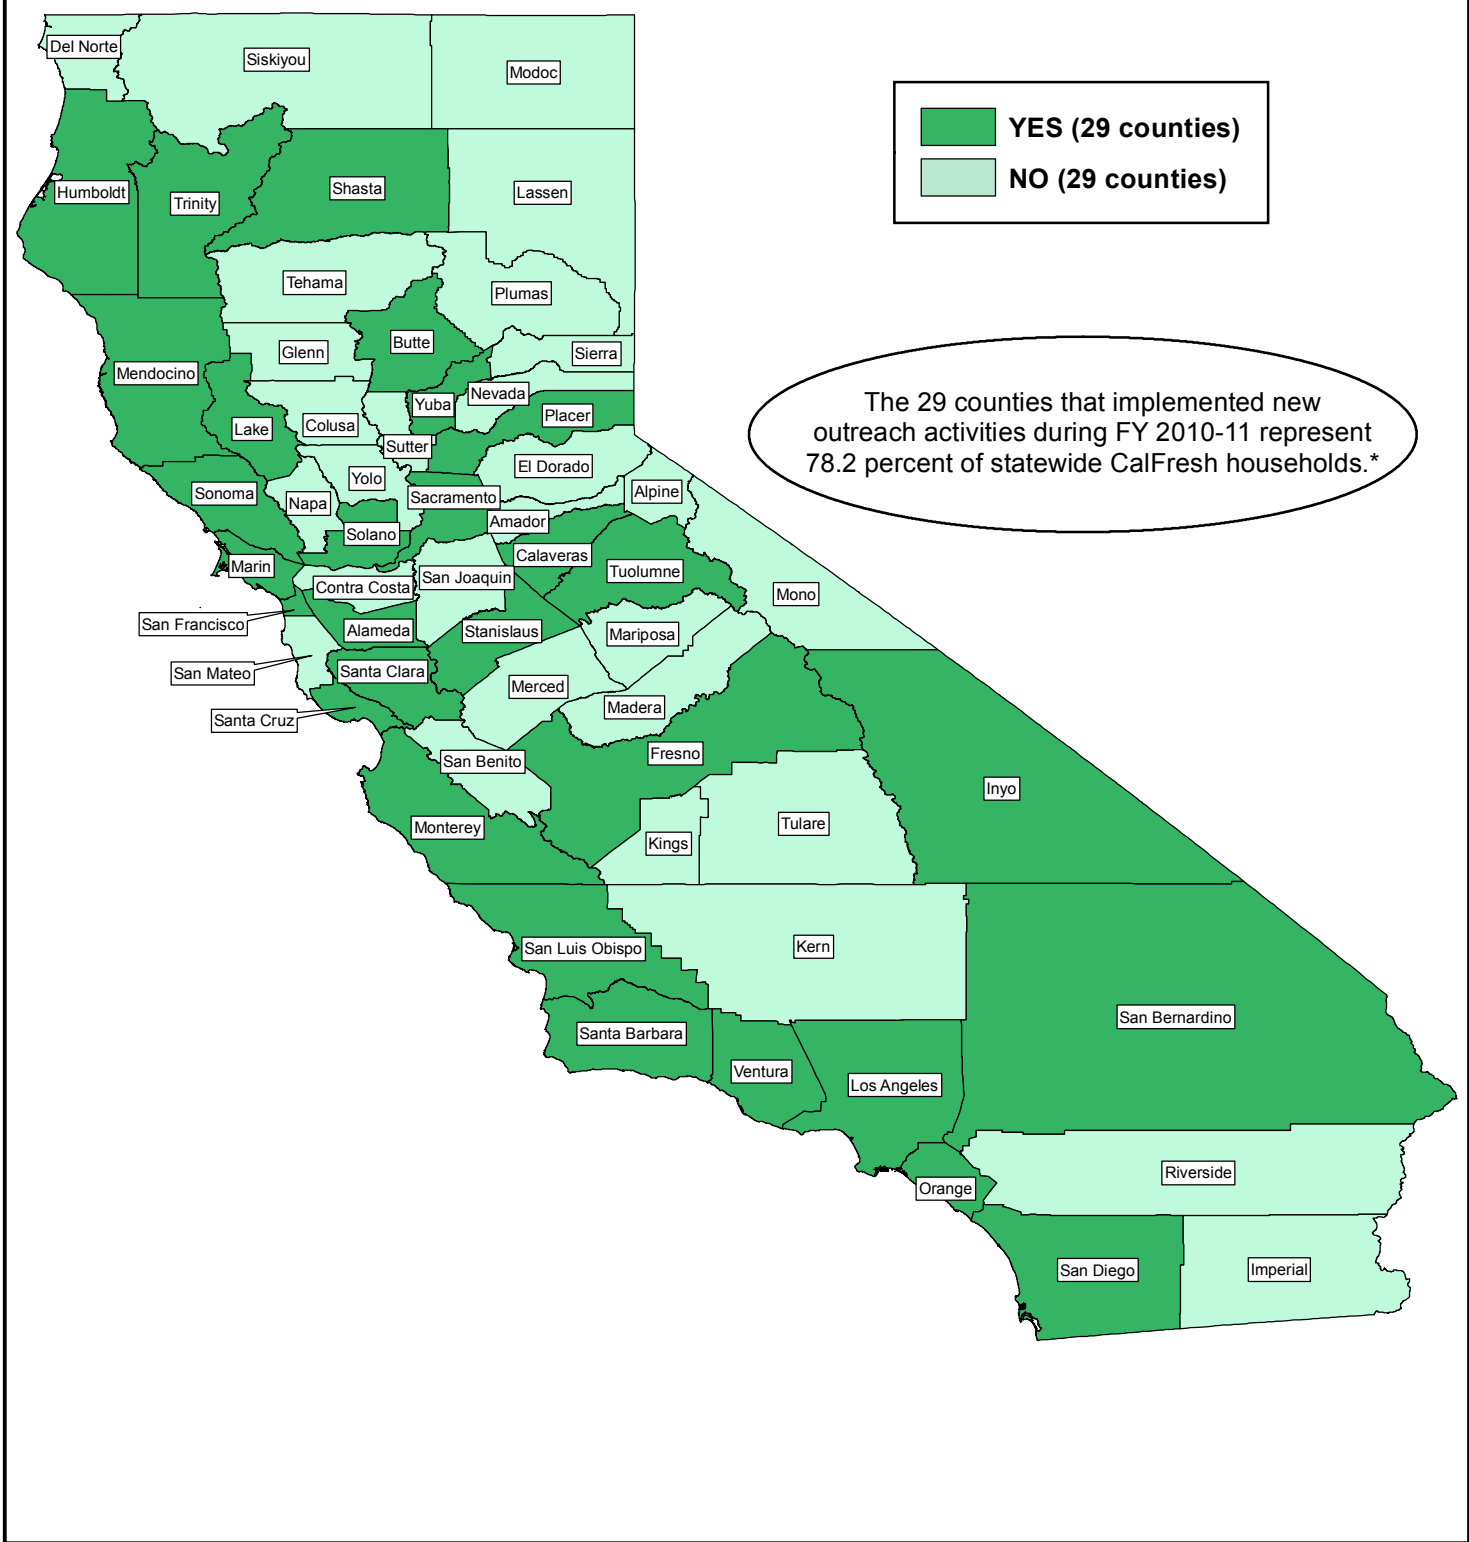 Del Norte
Siskiyou
Modoc
YES (29 counties)
NO (29 counties)
Humboldt
Trinity
Shasta
Lassen
Tehama
Plumas
Butte
Glenn
Sierra
Mendocino
Nevada
Yuba
Placer
Lake
Colusa
Sutter
The 29 counties that implemented new
outreach activities during FY 2010-11 represent
78.2 percent of statewide CalFresh households.*
El Dorado
Yolo
Sonoma
Napa
Sacramento
Alpine
Amador
Solano
Calaveras
Marin
Contra Costa
San Joaquin
Tuolumne
Mono
San Francisco
Alameda
Stanislaus
Mariposa
San Mateo
Santa Clara
Merced
Madera
Santa Cruz
Fresno
San Benito
Inyo
Monterey
Kings
Tulare
San Luis Obispo
Kern
Santa Barbara
San Bernardino
Ventura
Los Angeles
Riverside
Orange
San Diego
Imperial